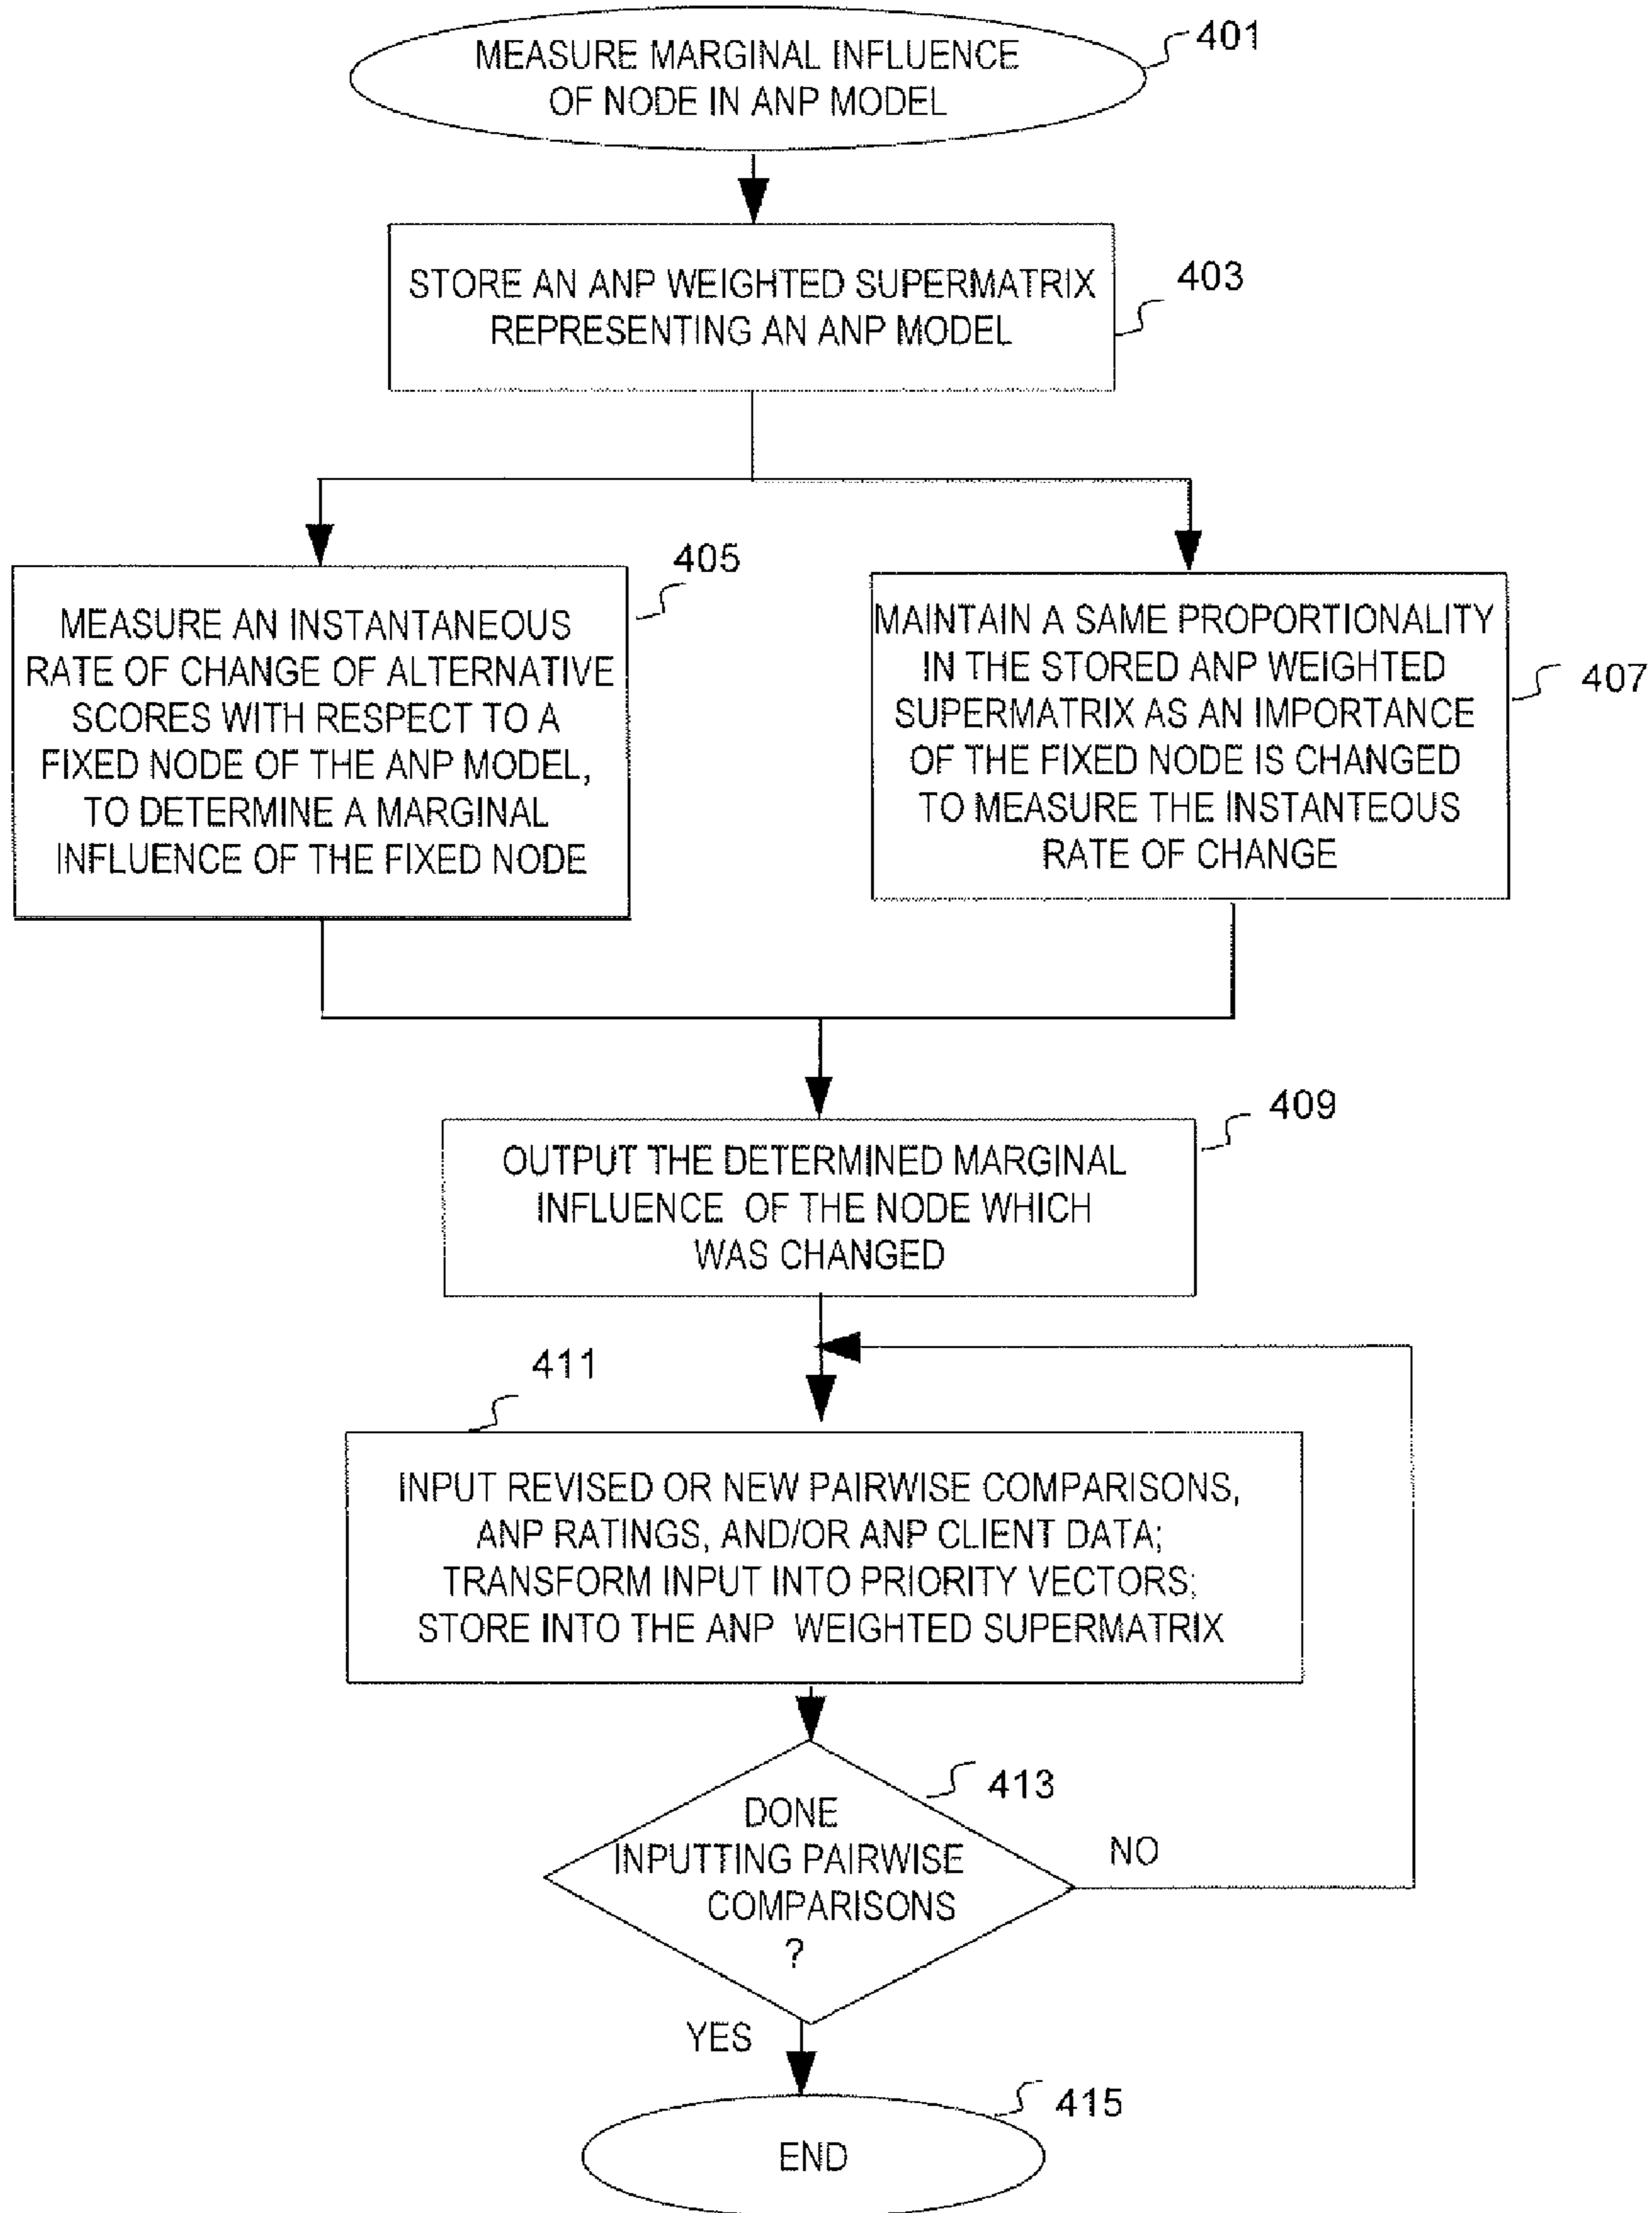 MEASURE MARGINAL INFLUENCE
OF NODE IN ANP MODEL
401
STORE AN ANP WEIGHTED SUPERMATRIX
REPRESENTING AN ANP MODEL
403
405
MEASURE AN INSTANTANEOUS
RATE OF CHANGE OF ALTERNATIVE
SCORES WITH RESPECT TO A
FIXED NODE OF THE ANP MODEL,
TO DETERMINE A MARGINAL
INFLUENCE OF THE FIXED NODE
MAINTAIN A SAME PROPORTIONALITY
IN THE STORED ANP WEIGHTED
SUPERMATRIX AS AN IMPORTANCE
OF THE FIXED NODE IS CHANGED
TO MEASURE THE INSTANTEOUS
RATE OF CHANGE
407
409
OUTPUT THE DETERMINED MARGINAL
INFLUENCE OF THE NODE WHICH
WAS CHANGED
411
INPUT REVISED OR NEW PAIRWISE COMPARISONS,
ANP RATINGS, AND/OR ANP CLIENT DATA;
TRANSFORM INPUT INTO PRIORITY VECTORS;
STORE INTO THE ANP WEIGHTED SUPERMATRIX
413
DONE
INPUTTING PAIRWISE
COMPARISONS
?
NO
YES
415
END